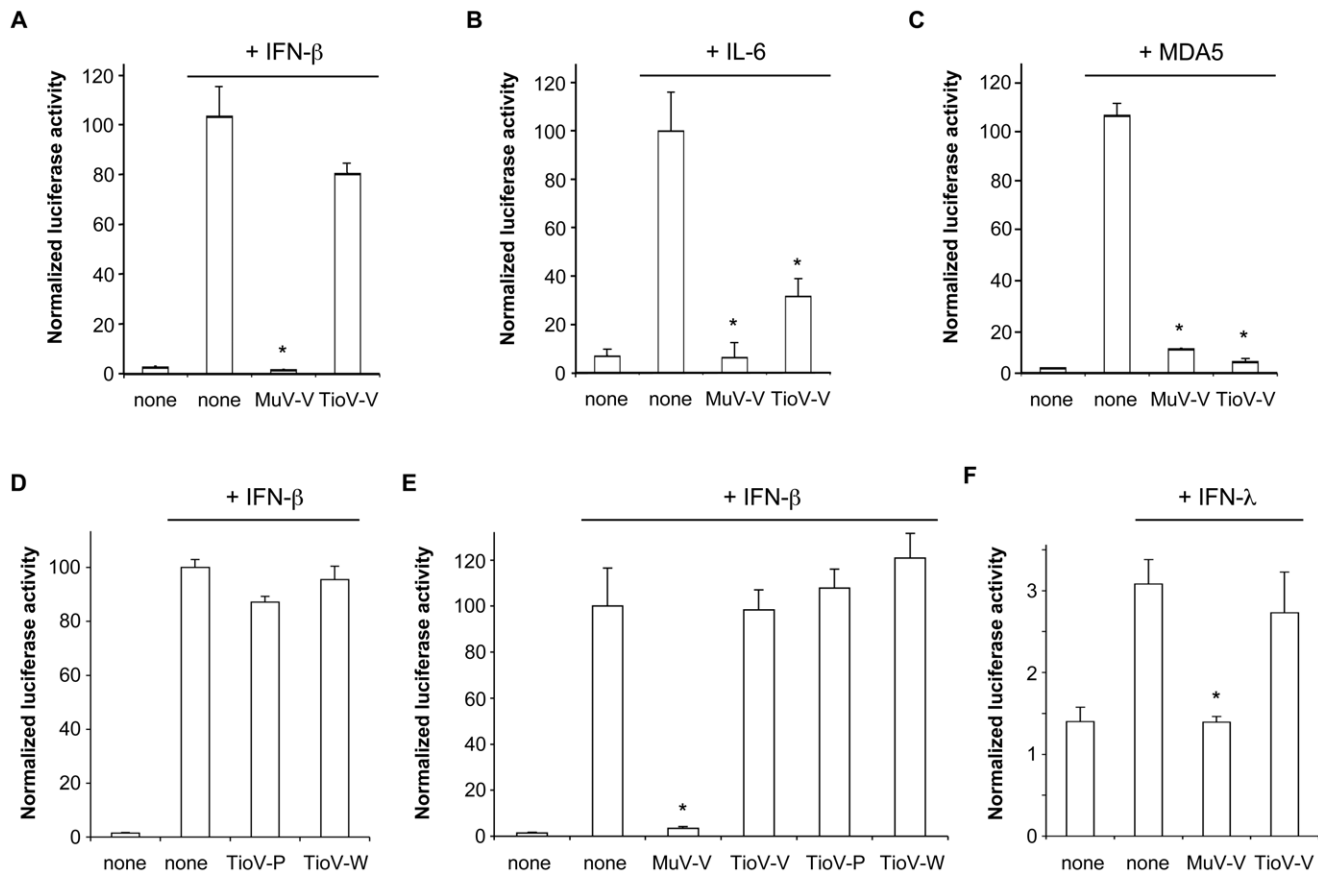 A
+ IFN-β
Normalized luciferase activity
120
100
80
60
40
20
0
*
none none MuV-V TioV-V
B
+ IL-6
Normalized luciferase activity
120
100
80
60
40
20
0
*
*
none none MuV-V TioV-V
C
+ MDA5
Normalized luciferase activity
120
100
80
60
40
20
0
*
*
none none MuV-V TioV-V
D
+ IFN-β
Normalized luciferase activity
100
80
60
40
20
0
none none TioV-P TioV-W
E
+ IFN-β
Normalized luciferase activity
120
100
80
60
40
20
0
*
none none MuV-V TioV-V TioV-P TioV-W
F
+ IFN-λ
Normalized luciferase activity
3
2
1
0
*
none none MuV-V TioV-V